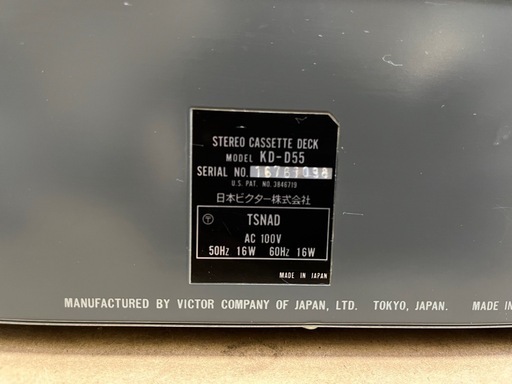 STEREO CASSETTE DECK
MODEL KD-D55
SERIAL NO. 16787098
U.S. PAT. NO. 3846719
日本ビクター株式会社
〒 TSNAD
AC 100V
50Hz 16W 60Hz 16W
MADE IN JAPAN
MANUFACTURED BY VICTOR COMPANY OF JAPAN, LTD. TOKYO, JAPAN. MADE IN